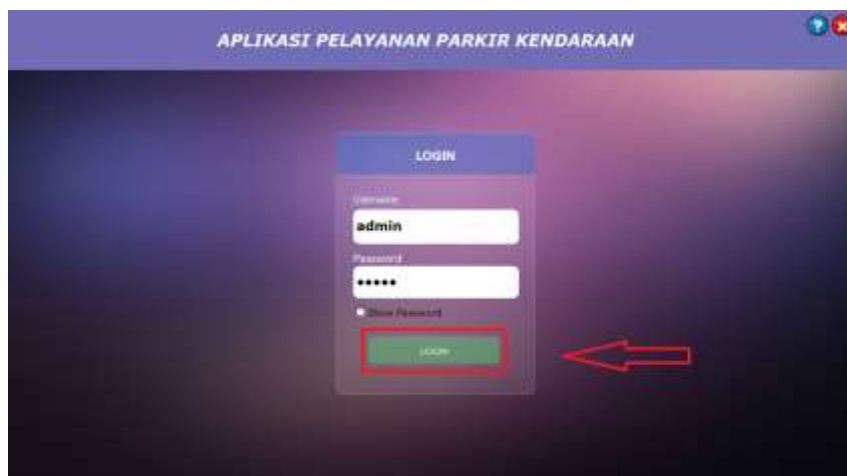 APLIKASI PELAYANAN PARKIR KENDARAAN
?
LOGIN
Username
admin
Password
•••••
Show Password
LOGIN